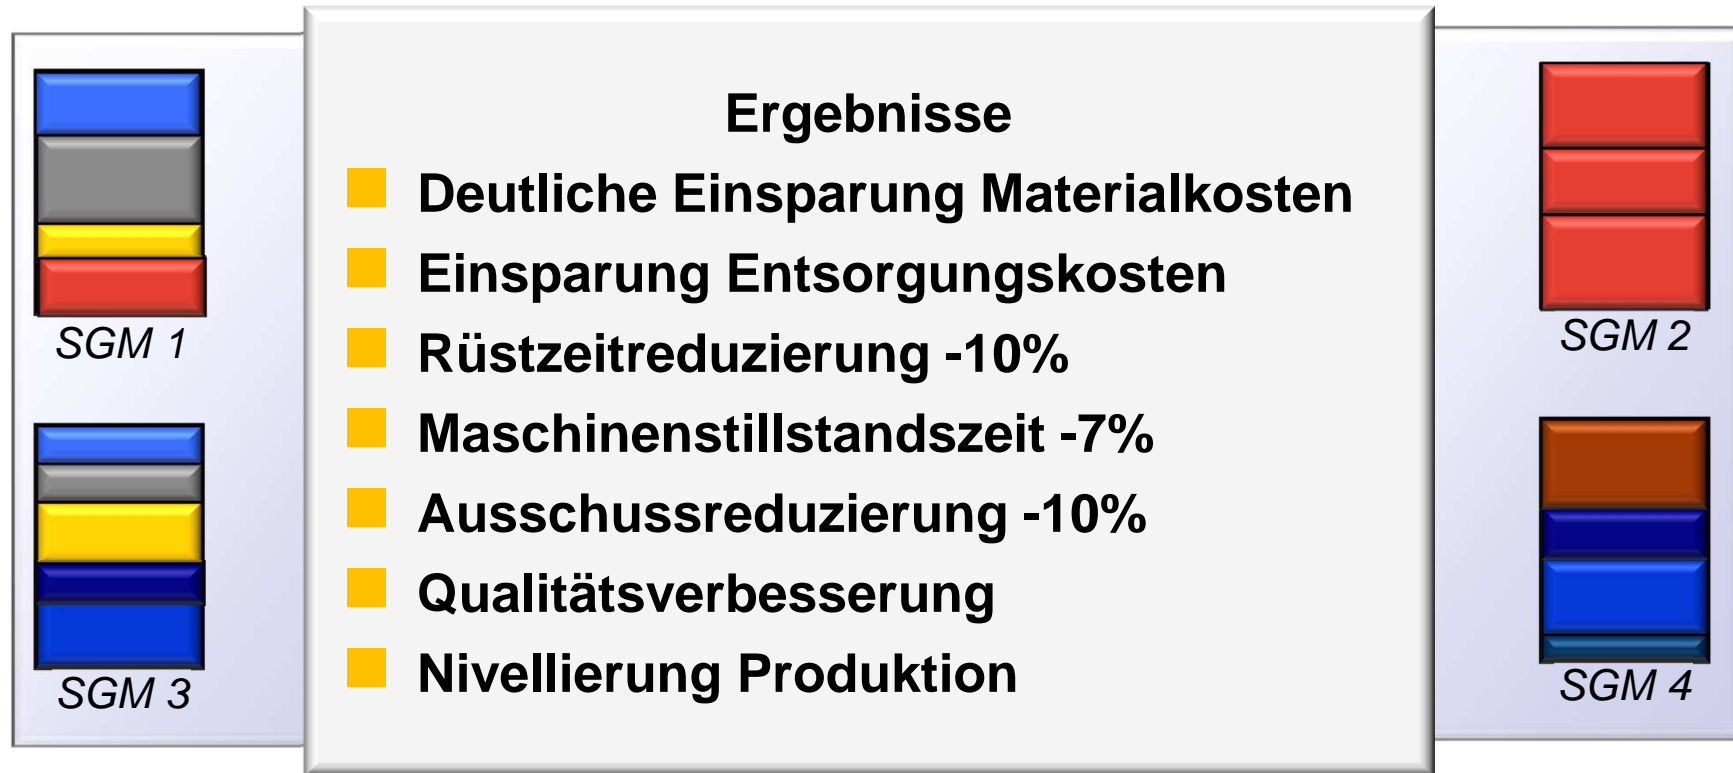 Ergebnisse
Deutliche Einsparung Materialkosten
Einsparung Entsorgungskosten
Rüstzeitreduzierung -10%
Maschinenstillstandszeit -7%
Ausschussreduzierung -10%
Qualitätsverbesserung
Nivellierung Produktion
SGM 1
SGM 2
SGM 3
SGM 4